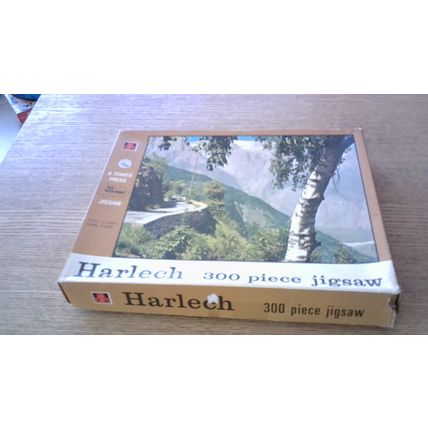 A TOWER
PRESS
JIGSAW
Harlech 300 piece jigsaw
Harlech 300 piece jigsaw